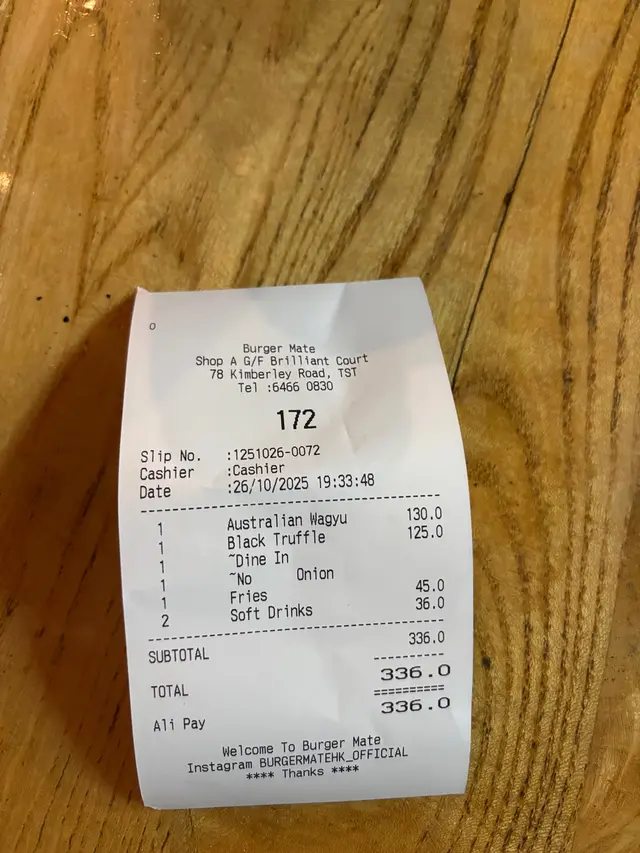 0
Burger Mate
Shop A G/F Brilliant Court
78 Kimberley Road, TST
Tel :6466 0830
172
Slip No. :1251026-0072
Cashier :Cashier
Date :26/10/2025 19:33:48
1 Australian Wagyu 130.0
1 Black Truffle 125.0
1 ~Dine In
1 ~No Onion
1 Fries 45.0
2 Soft Drinks 36.0
SUBTOTAL 336.0
TOTAL 336.0
Ali Pay 336.0
Welcome To Burger Mate
Instagram BURGERMATEHK_OFFICIAL
**** Thanks ****